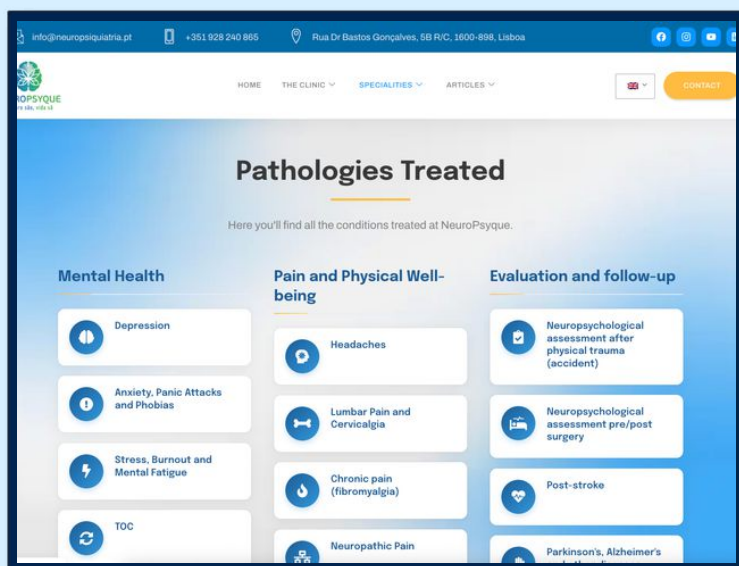 info@neuropsiquiatria.pt
+351 928 240 865
Rua Dr Bastos Gonçalves, 5B R/C, 1600-898, Lisboa
HOME
THE CLINIC
SPECIALITIES
ARTICLES
CONTACT
Pathologies Treated
Here you'll find all the conditions treated at NeuroPsyque.
Mental Health
Depression
Anxiety, Panic Attacks
and Phobias
Stress, Burnout and
Mental Fatigue
TOC
Pain and Physical Well-
being
Headaches
Lumbar Pain and
Cervicalgia
Chronic pain
(fibromyalgia)
Neuropathic Pain
Evaluation and follow-up
Neuropsychological
assessment after
physical trauma
(accident)
Neuropsychological
assessment pre/post
surgery
Post-stroke
Parkinson's, Alzheimer's